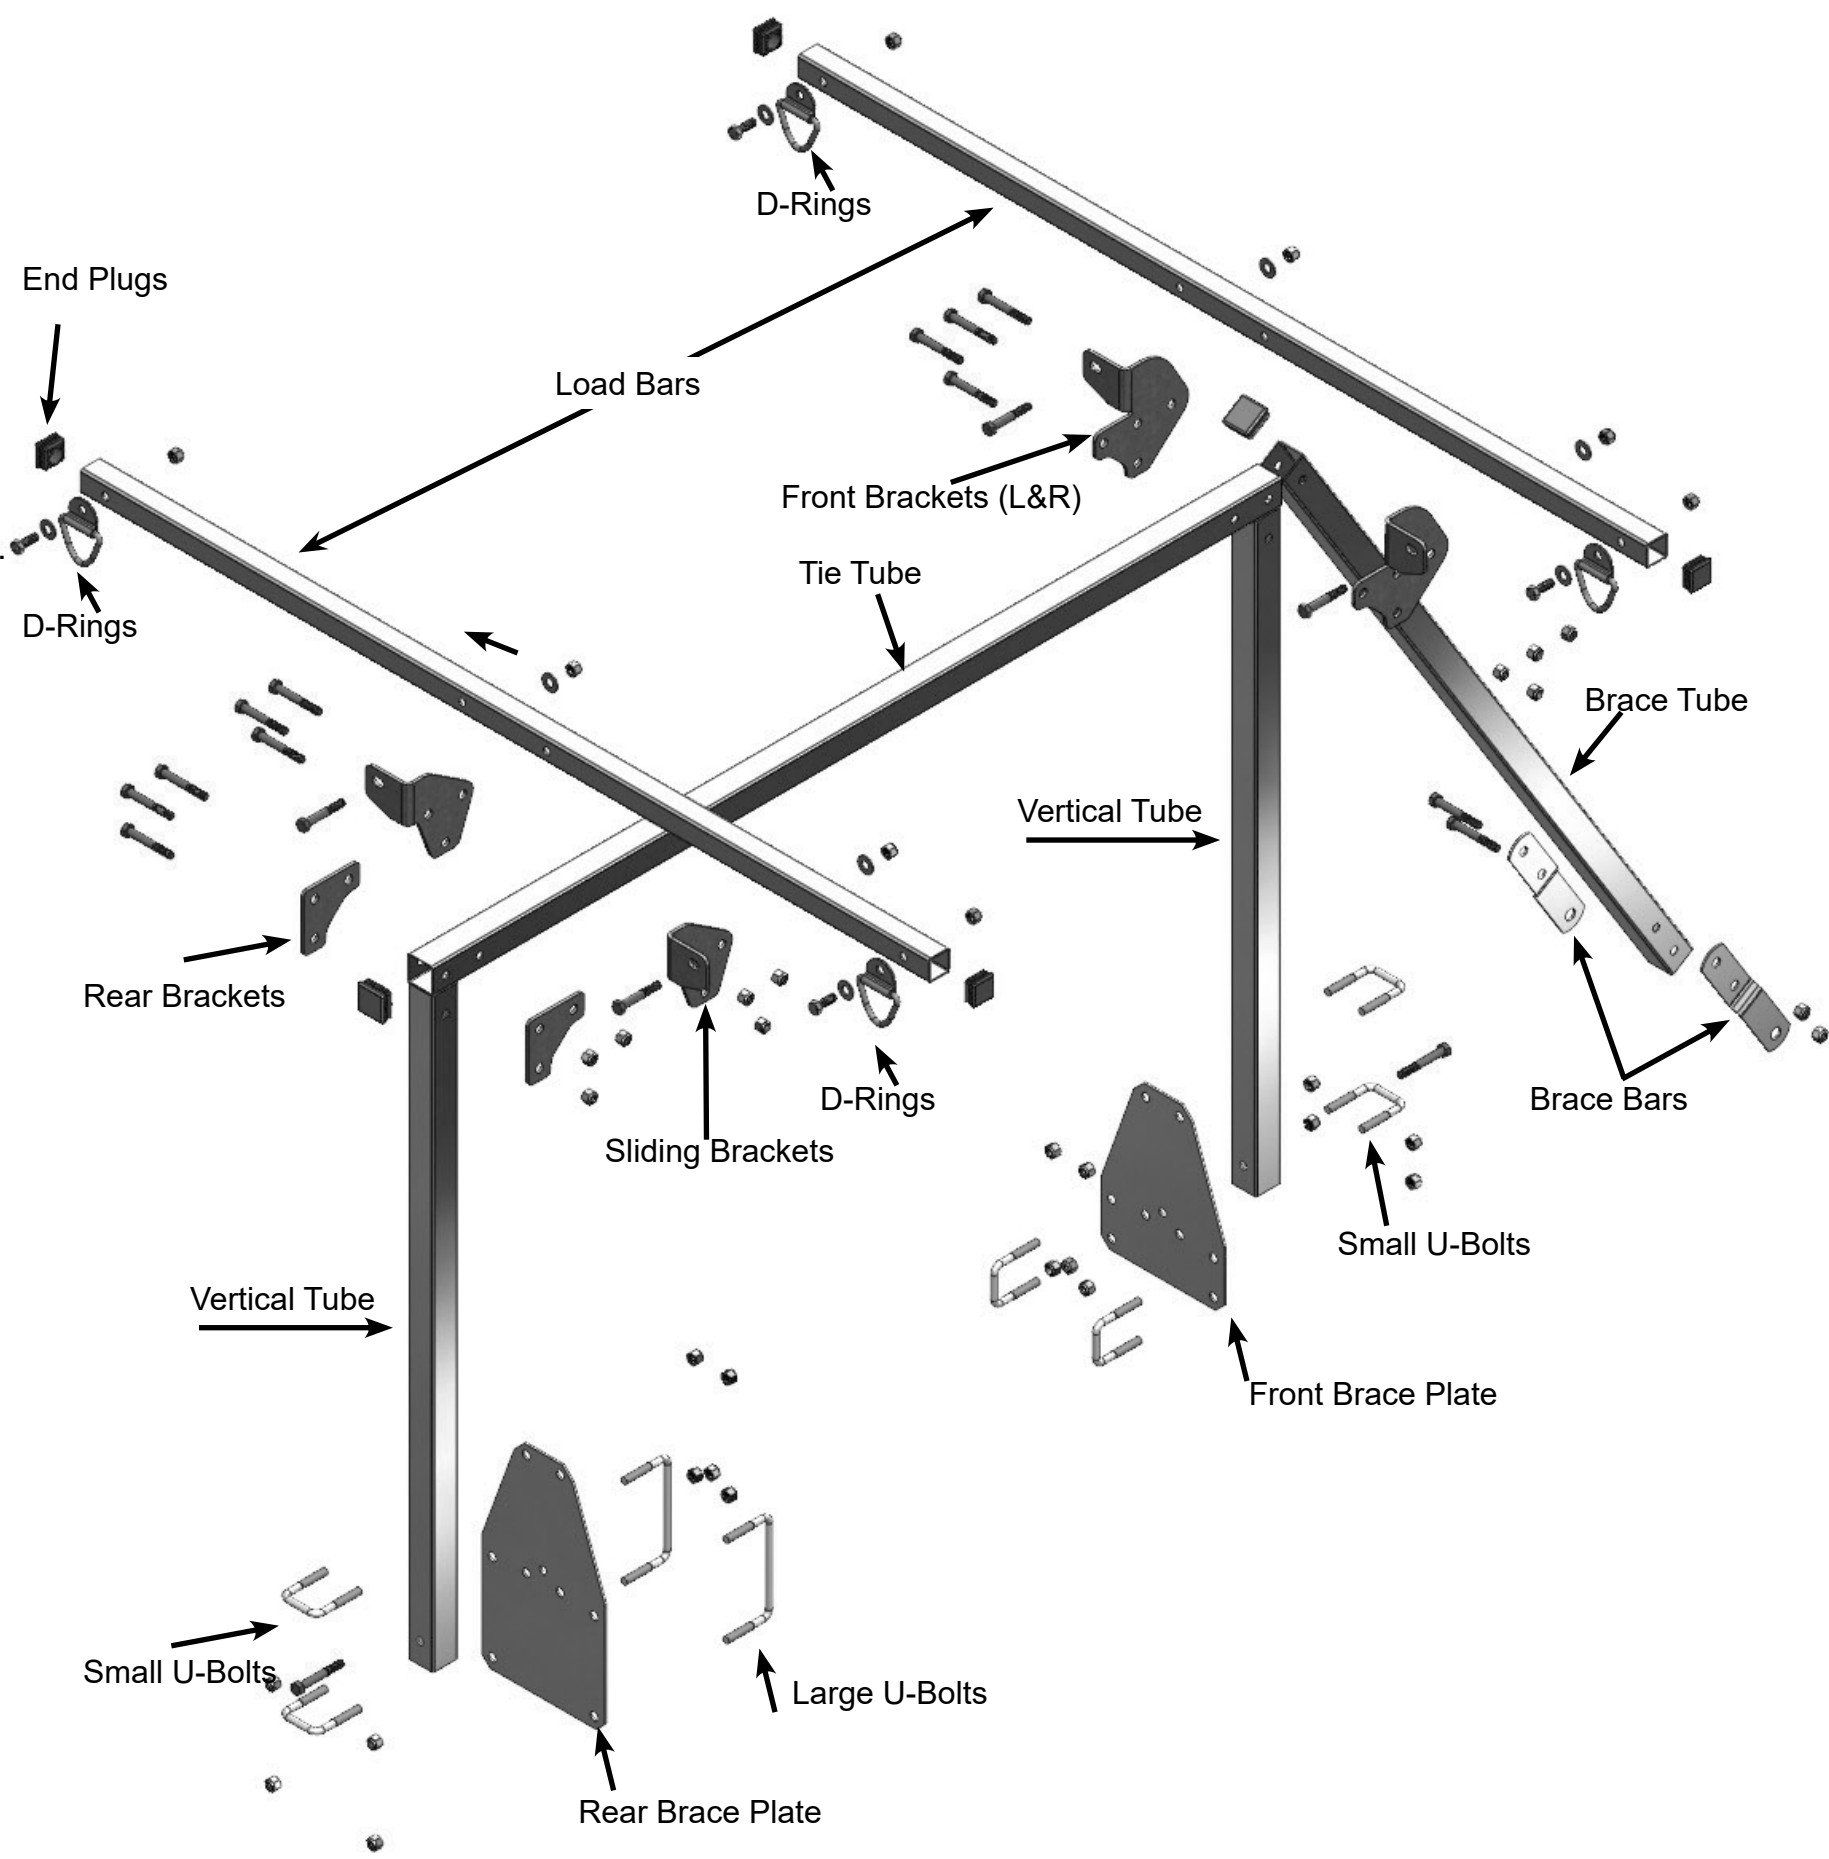 D-Rings
End Plugs
Load Bars
Front Brackets (L&R)
Tie Tube
D-Rings
Brace Tube
Vertical Tube
Rear Brackets
D-Rings
Brace Bars
Sliding Brackets
Small U-Bolts
Vertical Tube
Front Brace Plate
Small U-Bolts
Large U-Bolts
Rear Brace Plate